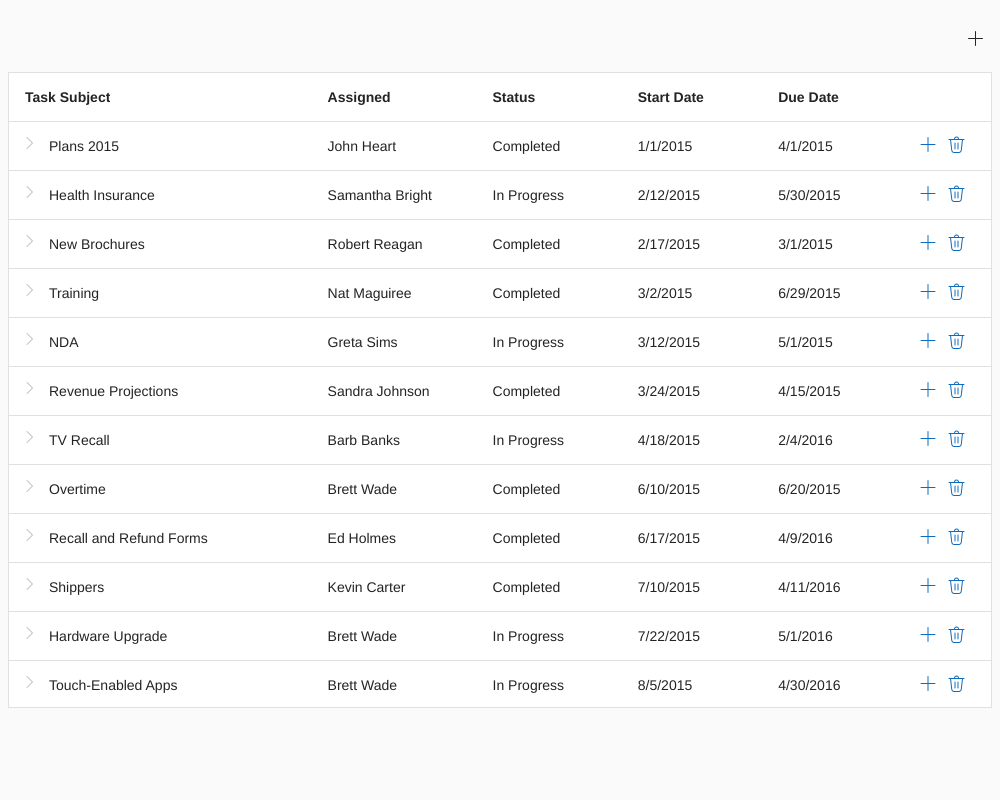 Task Subject Assigned Status Start Date Due Date
Plans 2015 John Heart Completed 1/1/2015 4/1/2015
Health Insurance Samantha Bright In Progress 2/12/2015 5/30/2015
New Brochures Robert Reagan Completed 2/17/2015 3/1/2015
Training Nat Maguiree Completed 3/2/2015 6/29/2015
NDA Greta Sims In Progress 3/12/2015 5/1/2015
Revenue Projections Sandra Johnson Completed 3/24/2015 4/15/2015
TV Recall Barb Banks In Progress 4/18/2015 2/4/2016
Overtime Brett Wade Completed 6/10/2015 6/20/2015
Recall and Refund Forms Ed Holmes Completed 6/17/2015 4/9/2016
Shippers Kevin Carter Completed 7/10/2015 4/11/2016
Hardware Upgrade Brett Wade In Progress 7/22/2015 5/1/2016
Touch-Enabled Apps Brett Wade In Progress 8/5/2015 4/30/2016